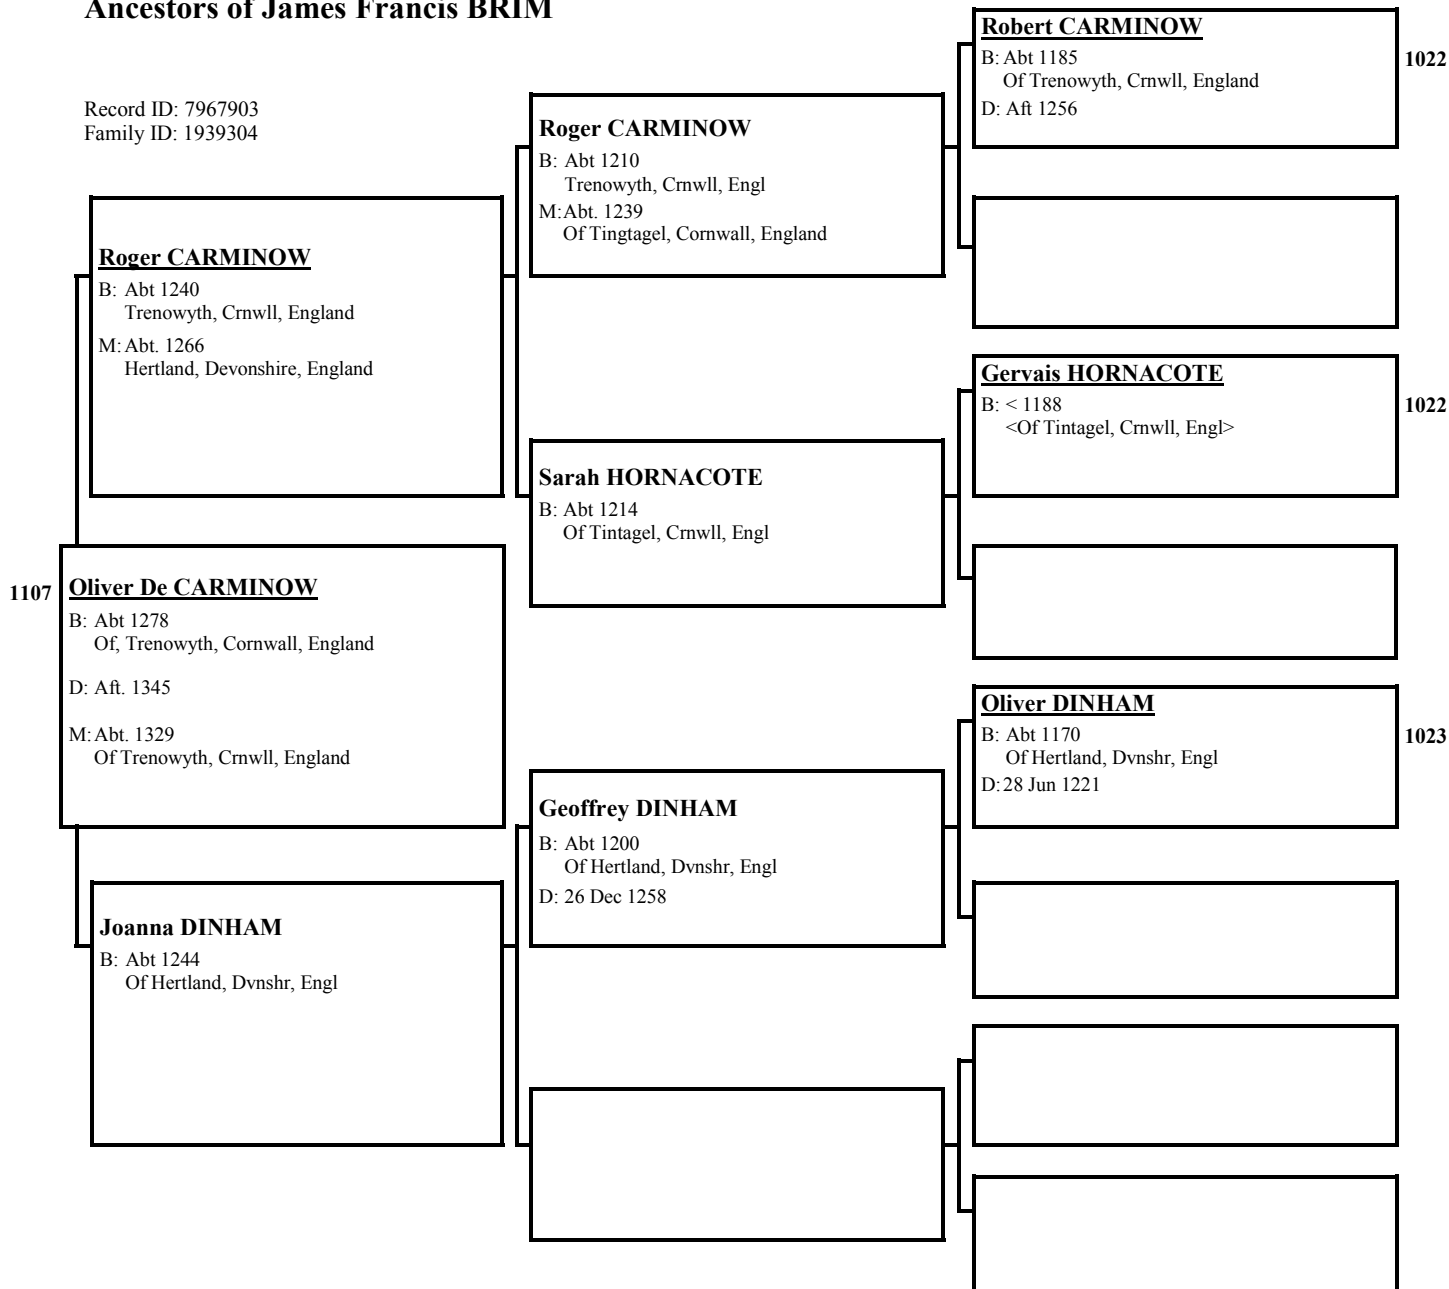 Ancestors of James Francis BRIM
Record ID: 7967903
Family ID: 1939304
Robert CARMINOW
B: Abt 1185
Of Trenowyth, Crnwll, England
D: Aft 1256
1022
Roger CARMINOW
B: Abt 1210
Trenowyth, Crnwll, Engl
M: Abt. 1239
Of Tingtagel, Cornwall, England
Roger CARMINOW
B: Abt 1240
Trenowyth, Crnwll, England
M: Abt. 1266
Hertland, Devonshire, England
Gervais HORNACOTE
B: < 1188
<Of Tintagel, Crnwll, Engl>
1022
Sarah HORNACOTE
B: Abt 1214
Of Tintagel, Crnwll, Engl
1107
Oliver De CARMINOW
B: Abt 1278
Of, Trenowyth, Cornwall, England
D: Aft. 1345
M: Abt. 1329
Of Trenowyth, Crnwll, England
Oliver DINHAM
B: Abt 1170
Of Hertland, Dvnshr, Engl
D: 28 Jun 1221
1023
Geoffrey DINHAM
B: Abt 1200
Of Hertland, Dvnshr, Engl
D: 26 Dec 1258
Joanna DINHAM
B: Abt 1244
Of Hertland, Dvnshr, Engl